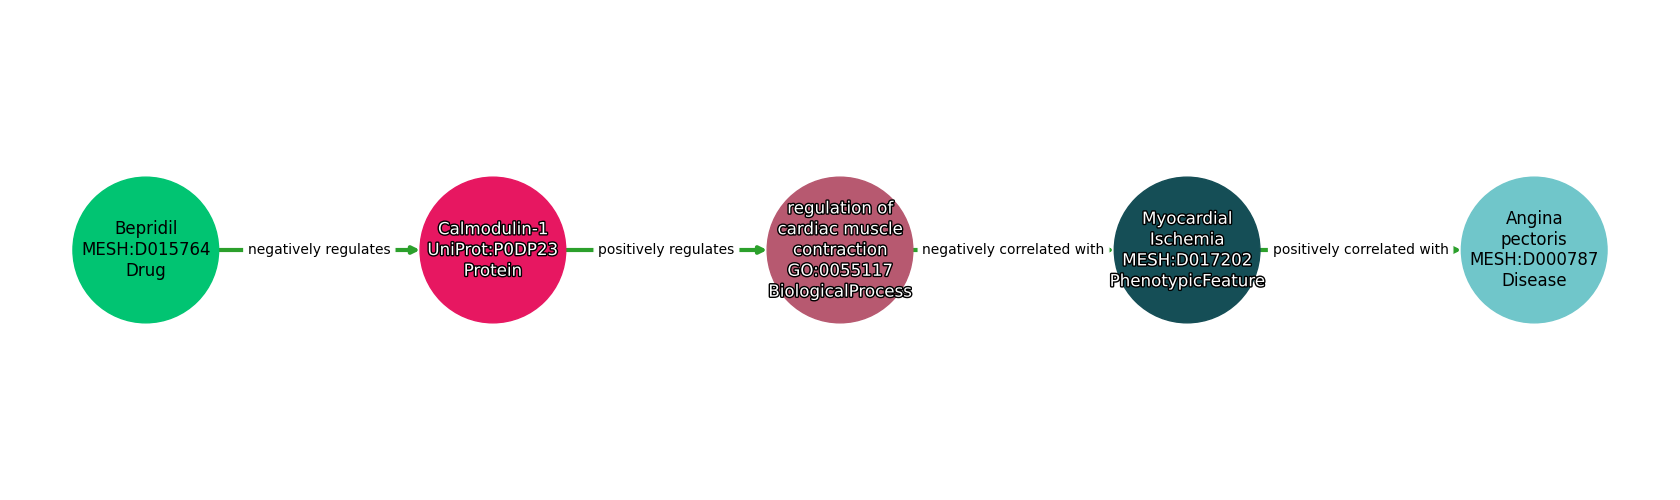 Bepridil
MESH:D015764
Drug
negatively regulates
Calmodulin-1
UniProt:P0DP23
Protein
positively regulates
regulation of
cardiac muscle
contraction
GO:0055117
BiologicalProcess
negatively correlated with
Myocardial
Ischemia
MESH:D017202
PhenotypicFeature
positively correlated with
Angina
pectoris
MESH:D000787
Disease